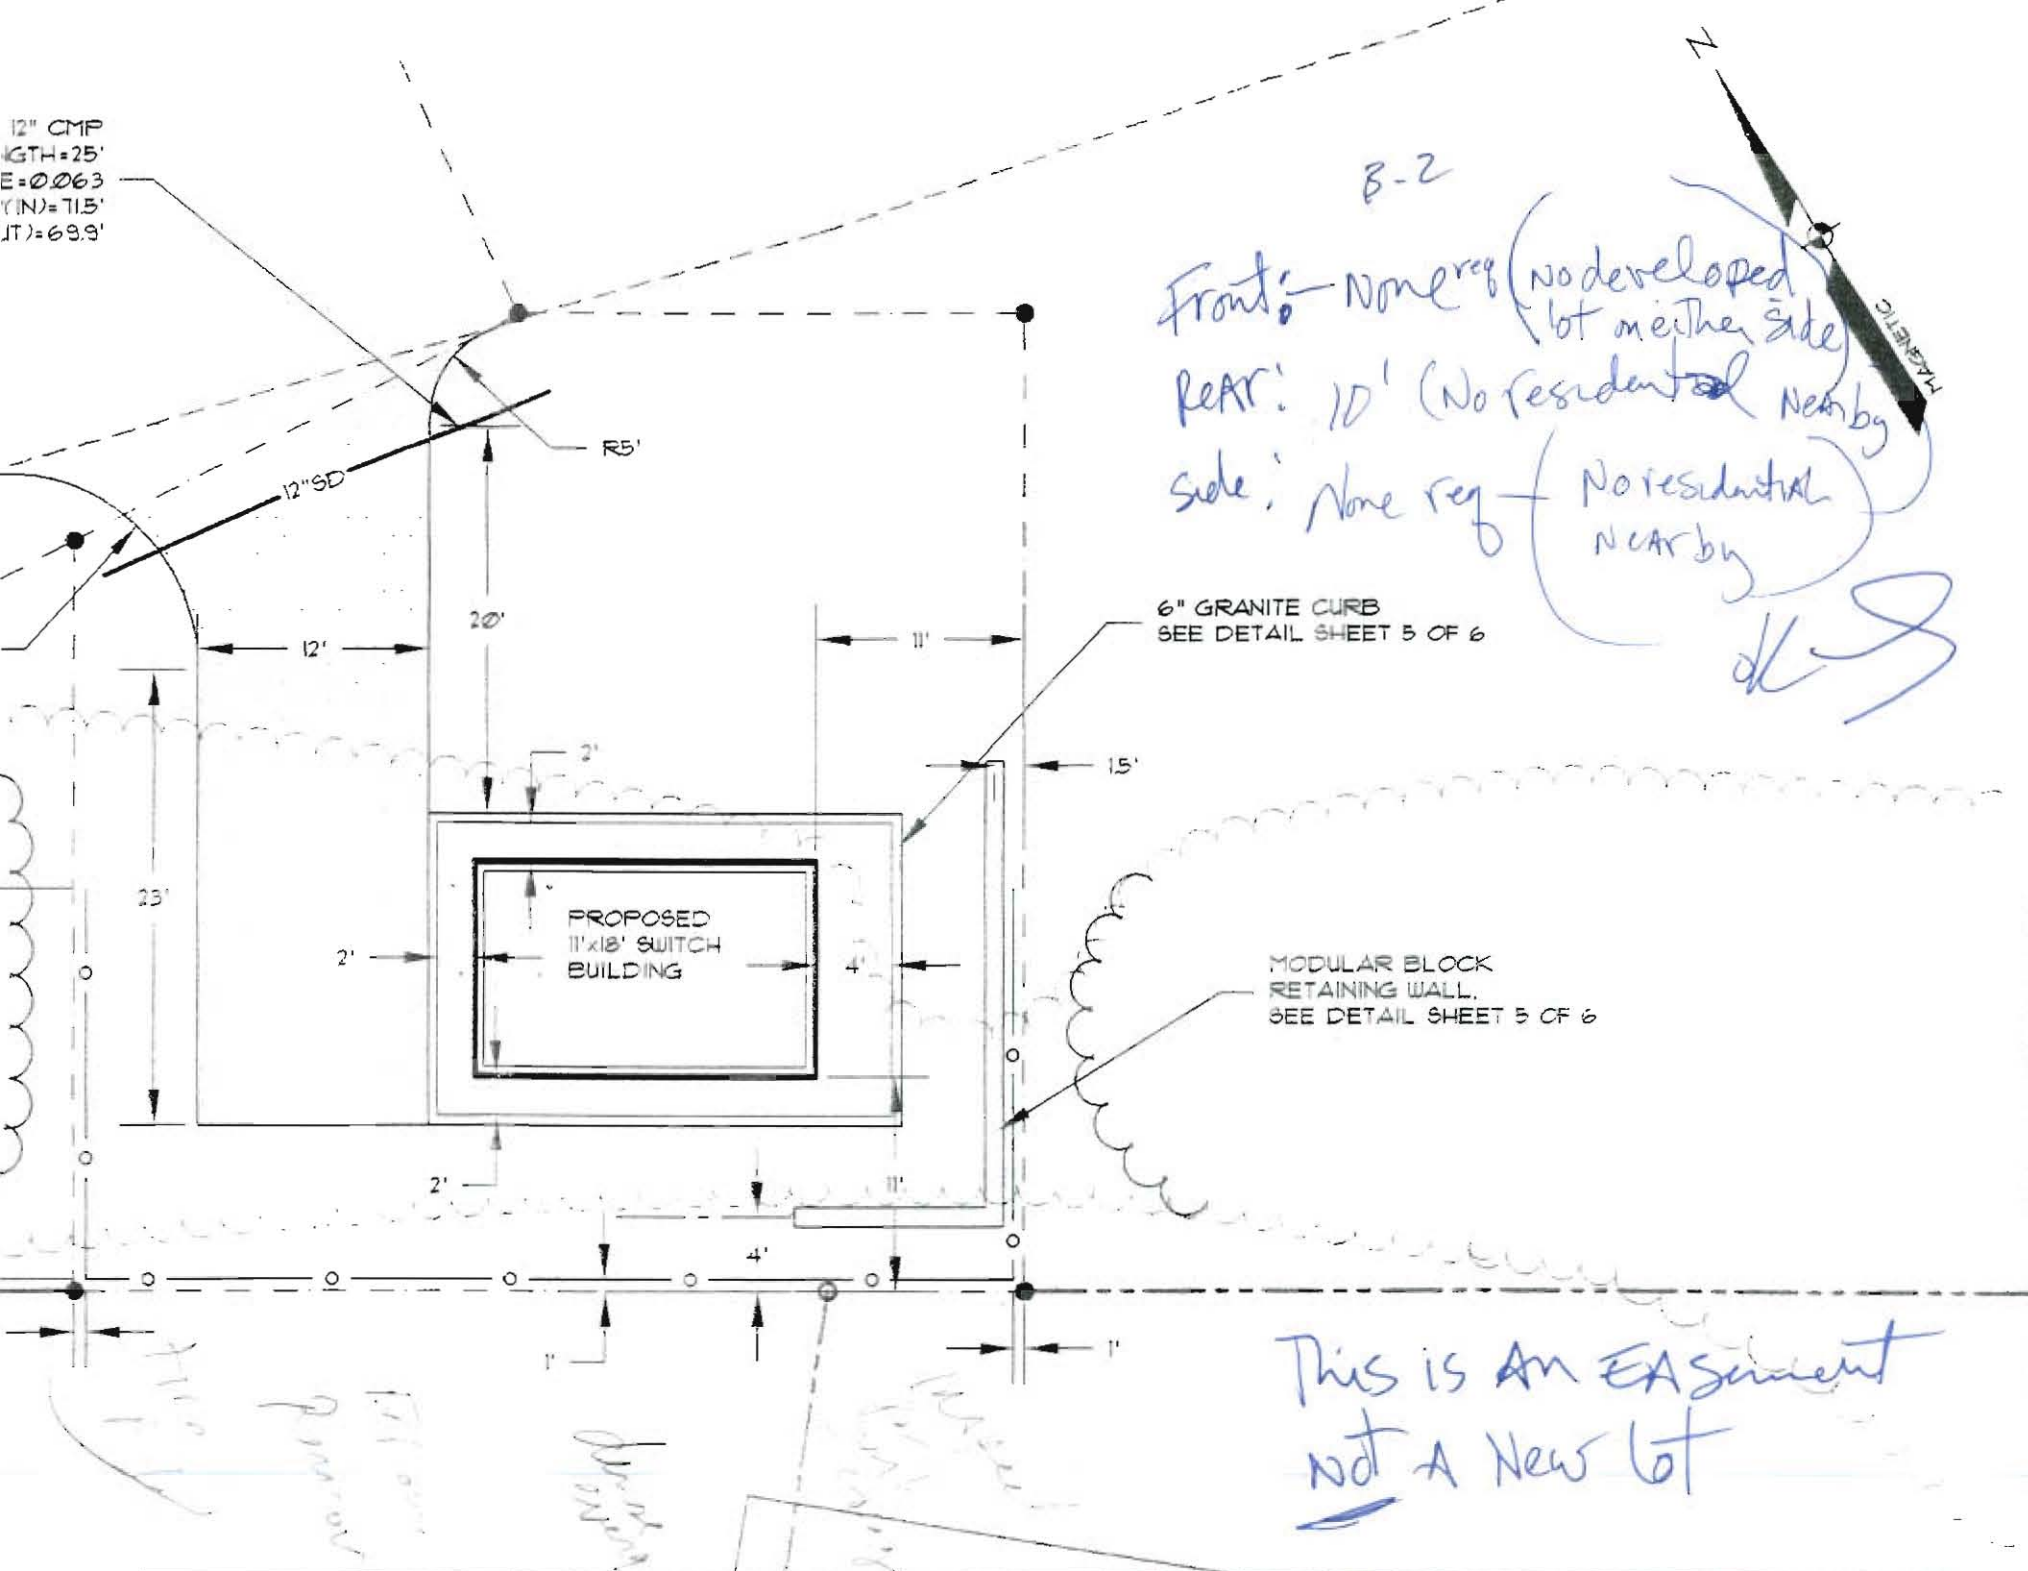 12" CMP
NGTH=25'
E=0.063
Y(IN)=71.5'
UT)=69.9'
N
MAGNETIC
B-2
Front: - None req (No developed
lot on either side)
ReAr: 10' (No residential Nearby
side: None req - (No residential
NeArby)
OK
R5'
12"SD
20'
12'
11'
6" GRANITE CURB
SEE DETAIL SHEET 5 OF 6
2'
1.5'
23'
PROPOSED
11'x18' SWITCH
BUILDING
2'
4'
MODULAR BLOCK
RETAINING WALL.
SEE DETAIL SHEET 5 OF 6
2'
11'
4'
1'
1'
This is An EASement
not A New lot